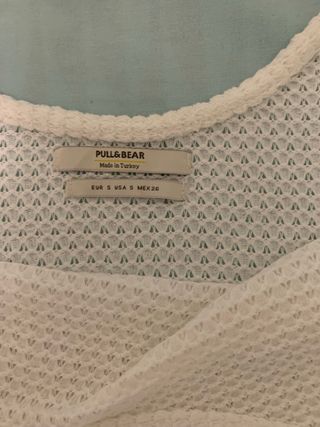 PULL&BEAR
Made in Turkey
EUR S USA S MEX 26